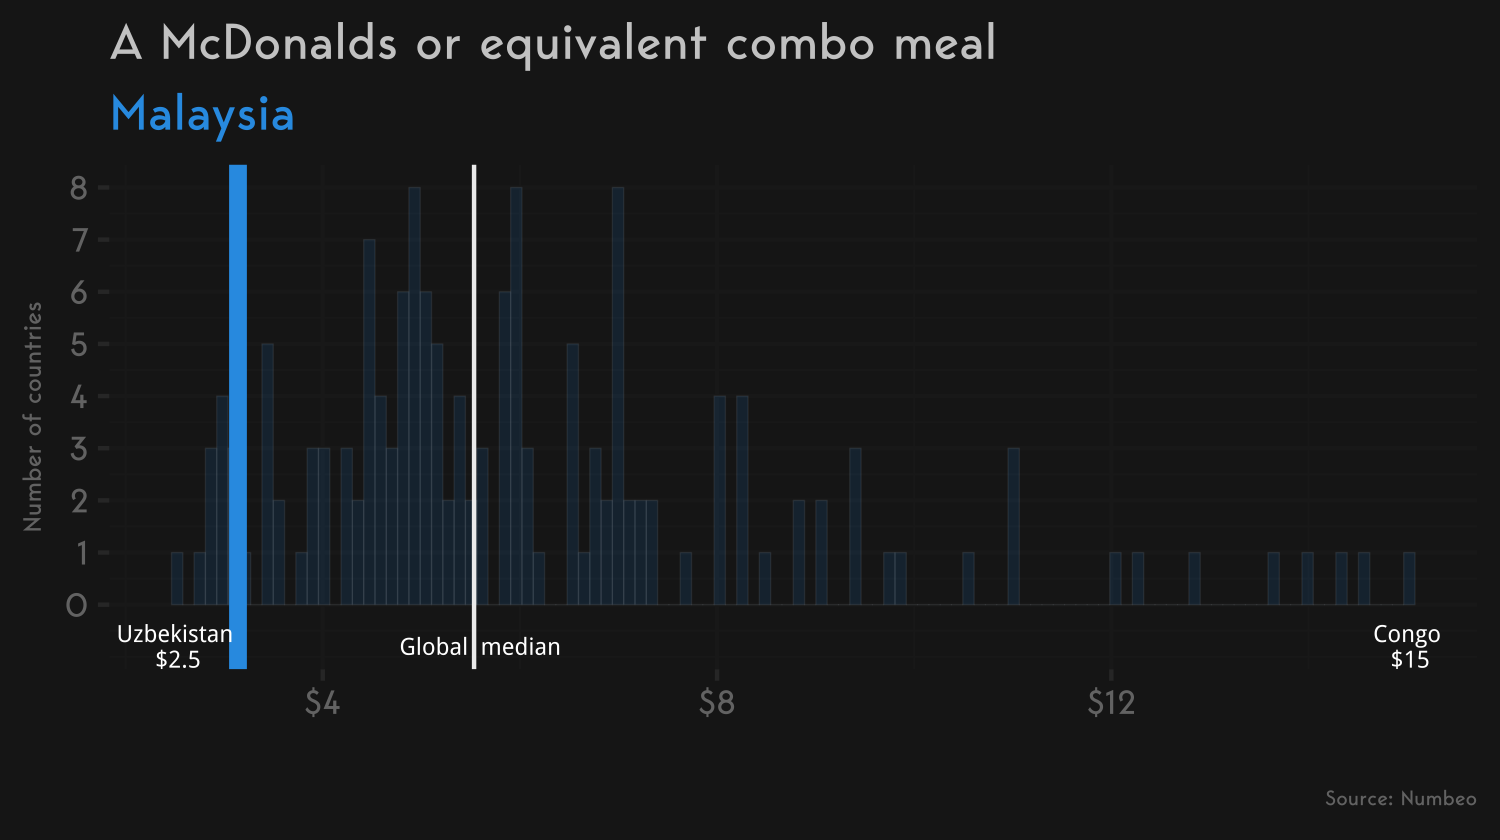 A McDonalds or equivalent combo meal
Malaysia
Number of countries
8
7
6
5
4
3
2
1
0
Uzbekistan
$2.5
Global median
Congo
$15
$4 $8 $12
Source: Numbeo